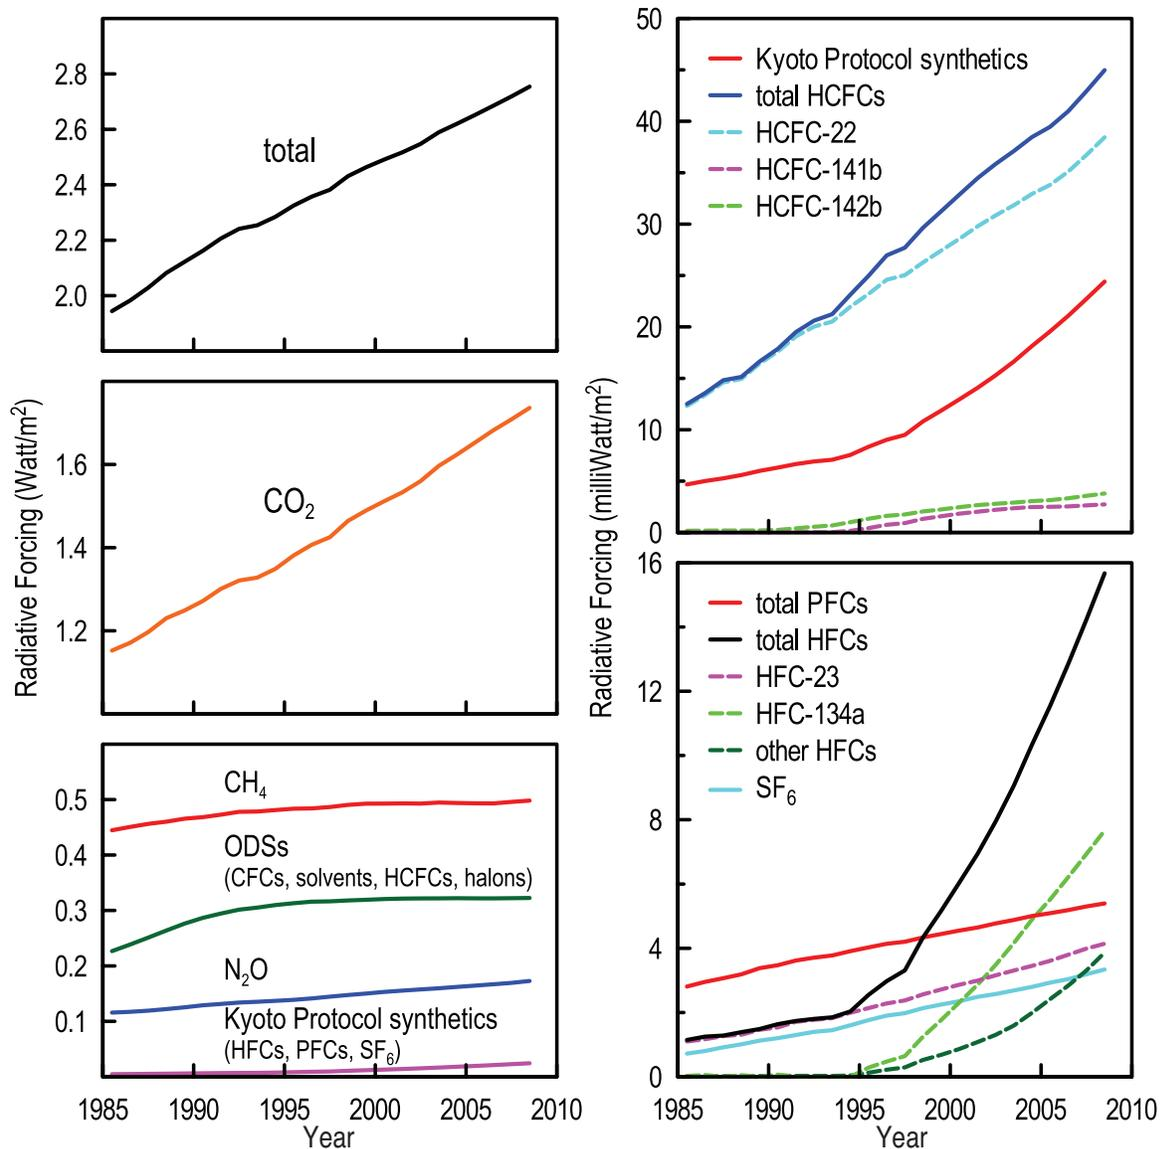 2.8
2.6
2.4
2.2
2.0
total
Radiative Forcing (Watt/m²)
1.6
1.4
1.2
CO₂
0.5
0.4
0.3
0.2
0.1
CH₄
ODSs
(CFCs, solvents, HCFCs, halons)
N₂O
Kyoto Protocol synthetics
(HFCs, PFCs, SF₆)
1985 1990 1995 2000 2005 2010
Year
50
40
30
20
10
0
Kyoto Protocol synthetics
total HCFCs
HCFC-22
HCFC-141b
HCFC-142b
Radiative Forcing (milliWatt/m²)
16
12
8
4
0
total PFCs
total HFCs
HFC-23
HFC-134a
other HFCs
SF₆
1985 1990 1995 2000 2005 2010
Year